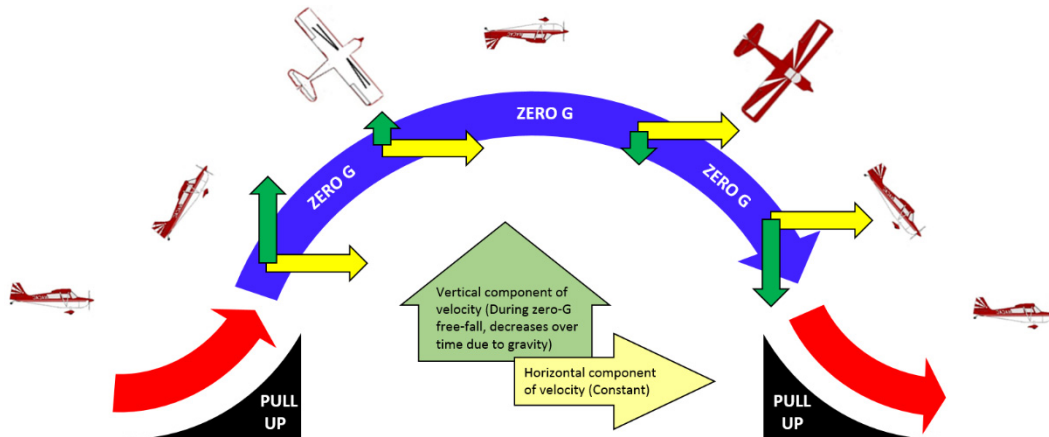 ZERO G
ZERO G
ZERO G
Vertical component of
velocity (During zero-G
free-fall, decreases over
time due to gravity)
Horizontal component
of velocity (Constant)
PULL
UP
PULL
UP